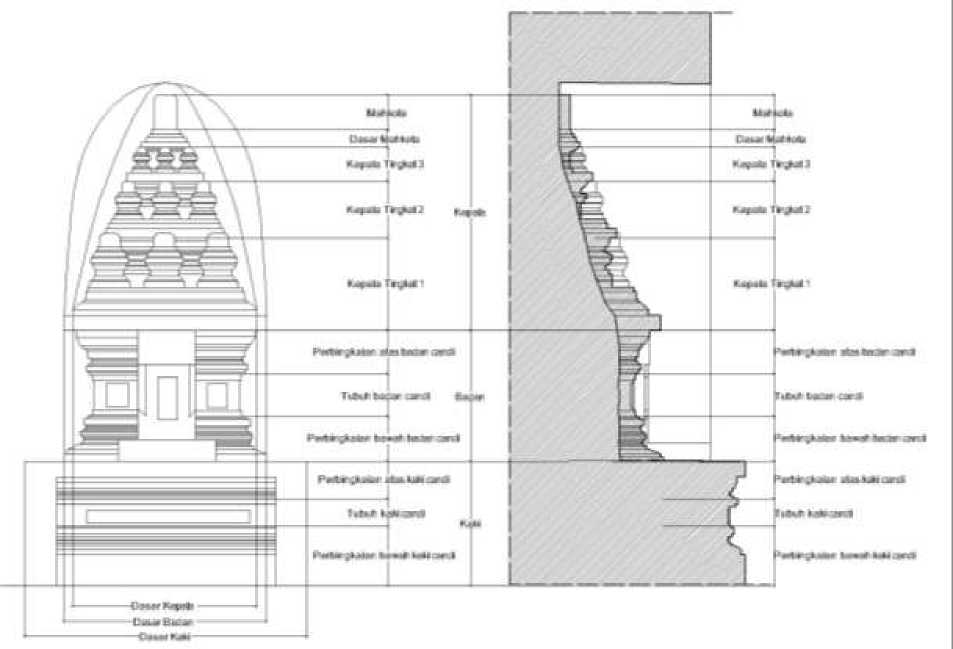 Mahkota
Dasar Mahkota
Kepala Tingkat 3
Kepala Tingkat 2
Kepala
Kepala Tingkat 1
Perbingkaian atas badan candi
Tubuh badan candi
Badan
Perbingkaian bawah badan candi
Perbingkaian atas kaki candi
Tubuh kaki candi
Kaki
Perbingkaian bawah kaki candi
Dasar Kepala
Dasar Badan
Dasar Kaki
Mahkota
Dasar Mahkota
Kepala Tingkat 3
Kepala Tingkat 2
Kepala Tingkat 1
Perbingkaian atas badan candi
Tubuh badan candi
Perbingkaian bawah badan candi
Perbingkaian atas kaki candi
Tubuh kaki candi
Perbingkaian bawah kaki candi